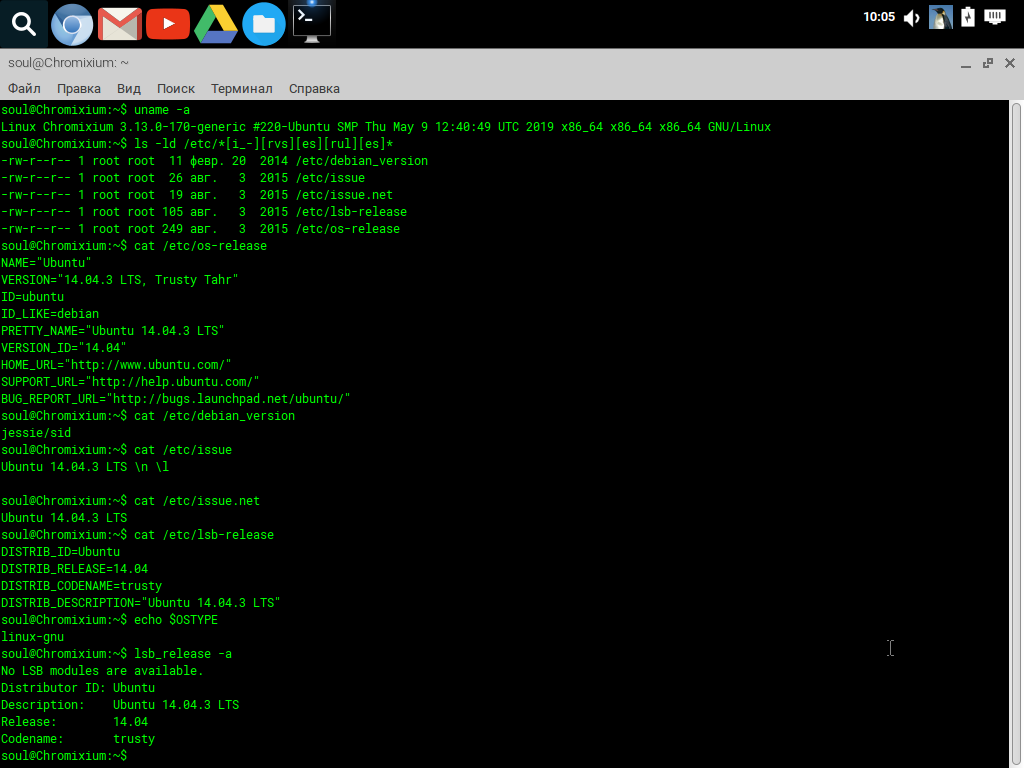 10:05
soul@Chromixium: ~
Файл Правка Вид Поиск Терминал Справка
soul@Chromixium:~$ uname -a
Linux Chromixium 3.13.0-170-generic #220-Ubuntu SMP Thu May 9 12:40:49 UTC 2019 x86_64 x86_64 x86_64 GNU/Linux
soul@Chromixium:~$ ls -ld /etc/*[i_-][rvs][es][rul][es]*
-rw-r--r-- 1 root root  11 февр. 20  2014 /etc/debian_version
-rw-r--r-- 1 root root  26 авг.   3  2015 /etc/issue
-rw-r--r-- 1 root root  19 авг.   3  2015 /etc/issue.net
-rw-r--r-- 1 root root 105 авг.   3  2015 /etc/lsb-release
-rw-r--r-- 1 root root 249 авг.   3  2015 /etc/os-release
soul@Chromixium:~$ cat /etc/os-release
NAME="Ubuntu"
VERSION="14.04.3 LTS, Trusty Tahr"
ID=ubuntu
ID_LIKE=debian
PRETTY_NAME="Ubuntu 14.04.3 LTS"
VERSION_ID="14.04"
HOME_URL="http://www.ubuntu.com/"
SUPPORT_URL="http://help.ubuntu.com/"
BUG_REPORT_URL="http://bugs.launchpad.net/ubuntu/"
soul@Chromixium:~$ cat /etc/debian_version
jessie/sid
soul@Chromixium:~$ cat /etc/issue
Ubuntu 14.04.3 LTS \n \l

soul@Chromixium:~$ cat /etc/issue.net
Ubuntu 14.04.3 LTS
soul@Chromixium:~$ cat /etc/lsb-release
DISTRIB_ID=Ubuntu
DISTRIB_RELEASE=14.04
DISTRIB_CODENAME=trusty
DISTRIB_DESCRIPTION="Ubuntu 14.04.3 LTS"
soul@Chromixium:~$ echo $OSTYPE
linux-gnu
soul@Chromixium:~$ lsb_release -a
No LSB modules are available.
Distributor ID: Ubuntu
Description:    Ubuntu 14.04.3 LTS
Release:        14.04
Codename:       trusty
soul@Chromixium:~$